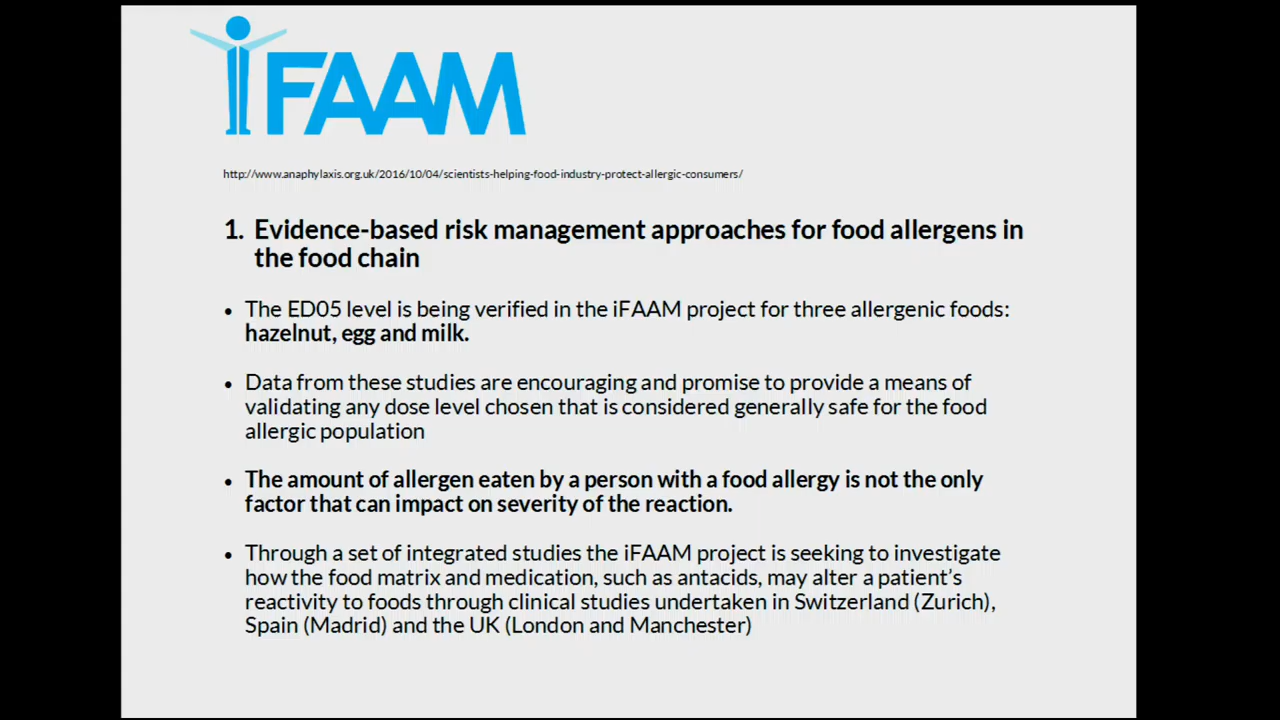 iFAAM
http://www.anaphylaxis.org.uk/2016/10/04/scientists-helping-food-industry-protect-allergic-consumers/
1. Evidence-based risk management approaches for food allergens in
the food chain
• The ED05 level is being verified in the iFAAM project for three allergenic foods:
hazelnut, egg and milk.
• Data from these studies are encouraging and promise to provide a means of
validating any dose level chosen that is considered generally safe for the food
allergic population
• The amount of allergen eaten by a person with a food allergy is not the only
factor that can impact on severity of the reaction.
• Through a set of integrated studies the iFAAM project is seeking to investigate
how the food matrix and medication, such as antacids, may alter a patient’s
reactivity to foods through clinical studies undertaken in Switzerland (Zurich),
Spain (Madrid) and the UK (London and Manchester)